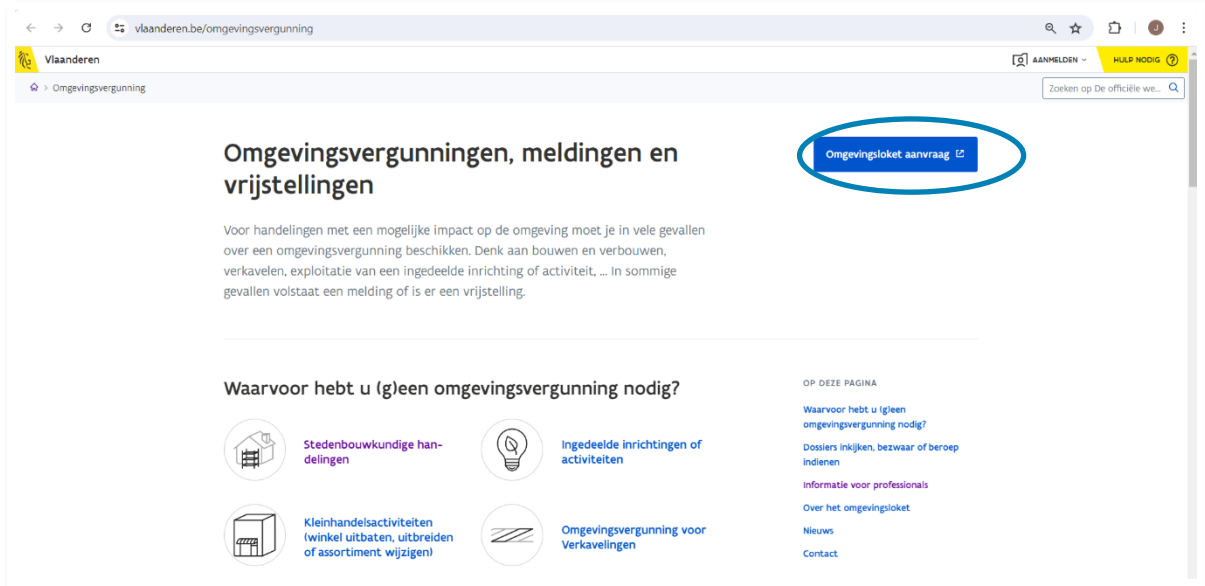 vlaanderen.be/omgevingsvergunning
J
Vlaanderen
AANMELDEN
HULP NODIG ?
> Omgevingsvergunning
Zoeken op De officiële we...
Omgevingsvergunningen, meldingen en
vrijstellingen
Omgevingsloket aanvraag
Voor handelingen met een mogelijke impact op de omgeving moet je in vele gevallen
over een omgevingsvergunning beschikken. Denk aan bouwen en verbouwen,
verkavelen, exploitatie van een ingedeelde inrichting of activiteit, ... In sommige
gevallen volstaat een melding of is er een vrijstelling.
Waarvoor hebt u (g)een omgevingsvergunning nodig?
Stedenbouwkundige han-
delingen
Ingedeelde inrichtingen of
activiteiten
Kleinhandelsactiviteiten
(winkel uitbaten, uitbreiden
of assortiment wijzigen)
Omgevingsvergunning voor
Verkavelingen
OP DEZE PAGINA
Waarvoor hebt u (g)een
omgevingsvergunning nodig?
Dossiers inkijken, bezwaar of beroep
indienen
Informatie voor professionals
Over het omgevingsloket
Nieuws
Contact